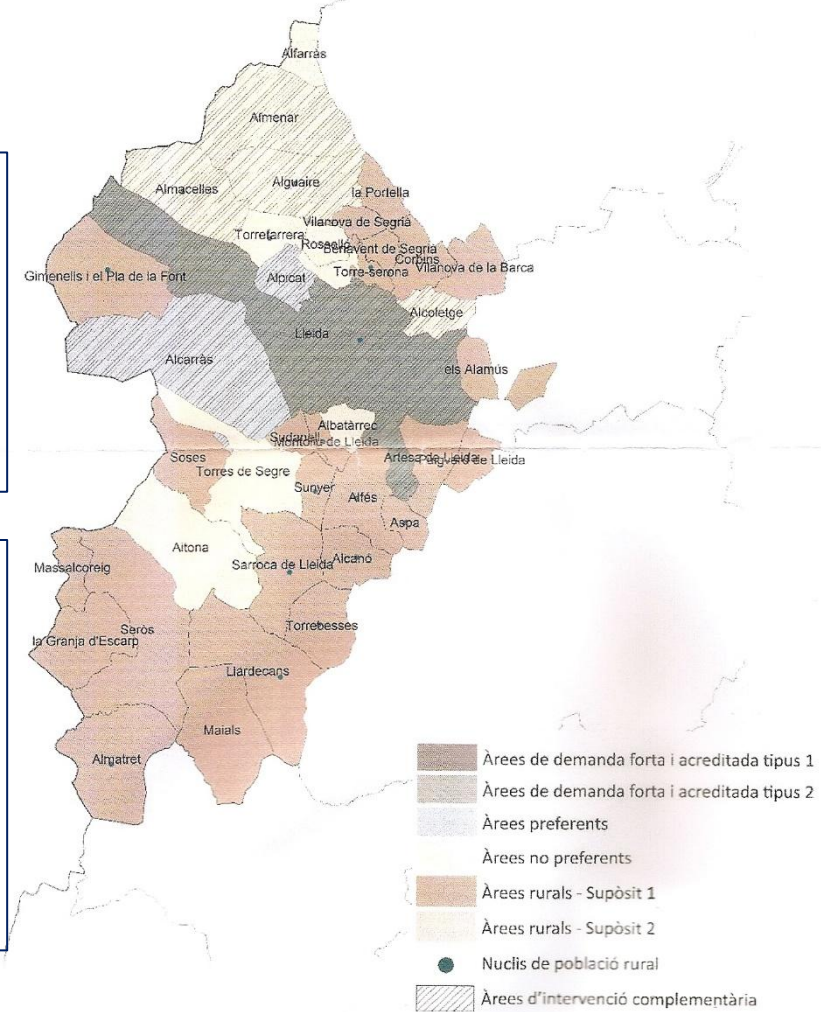 Alfarràs
Almenar
Almacelles
Alguaire
la Portella
Vilanova de Segrià
Torrefarrera
Rosselló
Benavent de Segrià
Corbins
Gimenells i el Pla de la Font
Alpicat
Torre-serona
Vilanova de la Barca
Alcoletge
Lleida
Alcarràs
els Alamús
Albatàrrec
Sudanell
Montoliu de Lleida
Soses
Artesa de Lleida
Puigverd de Lleida
Torres de Segre
Sunyer
Alfés
Aspa
Aitona
Massalcoreig
Sarroca de Lleida
Alcanó
Seròs
la Granja d'Escarp
Torrebesses
Llardecans
Maials
Almatret
Àrees de demanda forta i acreditada tipus 1
Àrees de demanda forta i acreditada tipus 2
Àrees preferents
Àrees no preferents
Àrees rurals - Supòsit 1
Àrees rurals - Supòsit 2
Nuclis de població rural
Àrees d'intervenció complementària